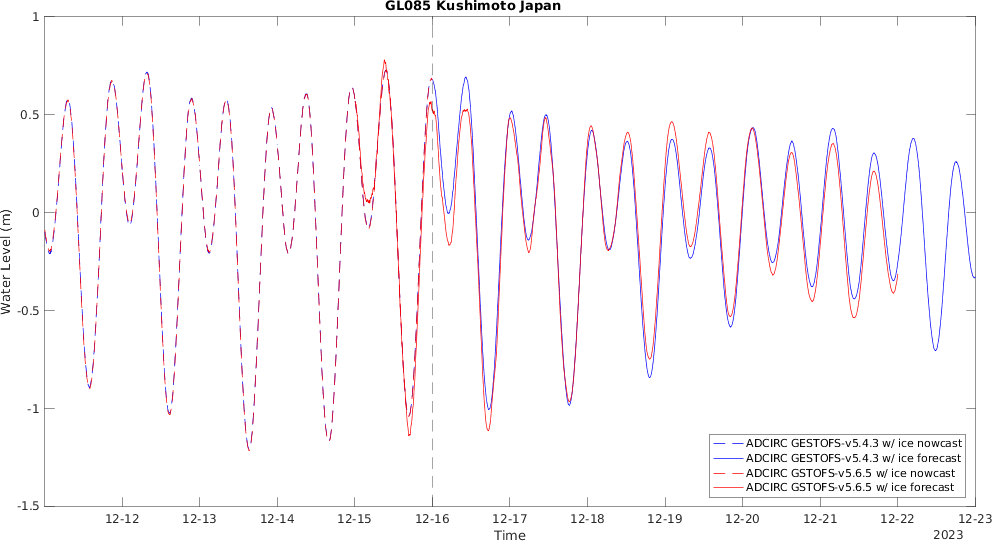 GL085 Kushimoto Japan
1
0.5
0
-0.5
-1
-1.5
Water Level (m)
12-12 12-13 12-14 12-15 12-16 12-17 12-18 12-19 12-20 12-21 12-22 12-23
Time
2023
ADCIRC GESTOFS-v5.4.3 w/ ice nowcast
ADCIRC GESTOFS-v5.4.3 w/ ice forecast
ADCIRC GSTOFS-v5.6.5 w/ ice nowcast
ADCIRC GSTOFS-v5.6.5 w/ ice forecast